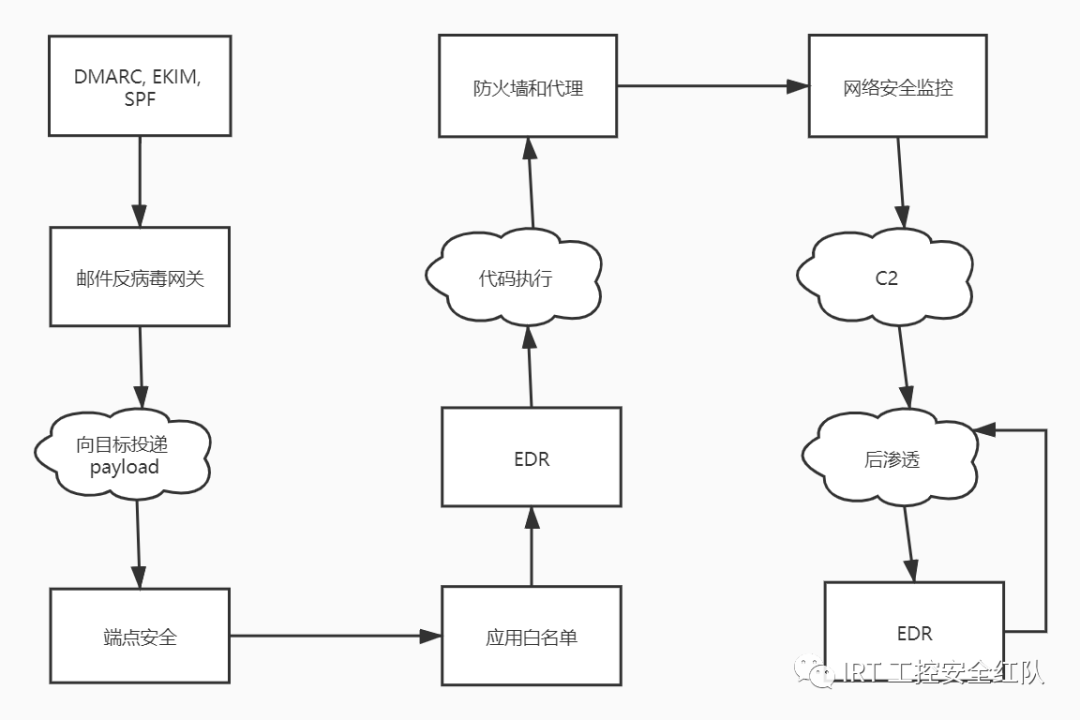 DMARC, EKIM,
SPF
邮件反病毒网关
向目标投递
payload
端点安全
应用白名单
EDR
代码执行
防火墙和代理
网络安全监控
C2
后渗透
EDR
IRT 工控安全红队